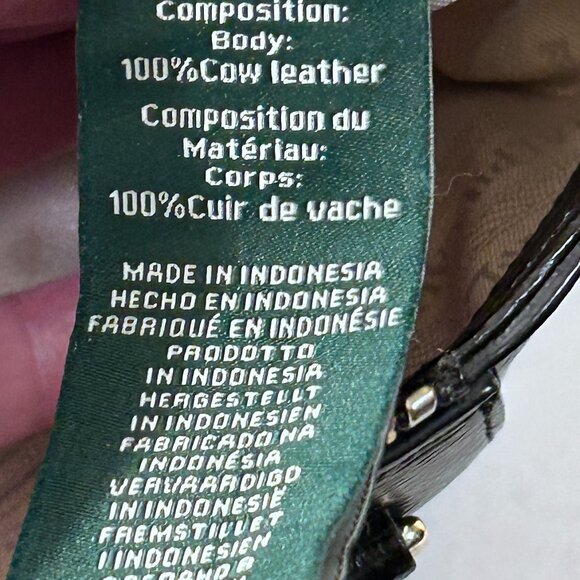 Composition:
Body:
100%Cow leather
Composition du
Matériau:
Corps:
100%Cuir de vache
MADE IN INDONESIA
HECHO EN INDONESIA
FABRIQUÉ EN INDONÉSIE
PRODOTTO
IN INDONESIA
HERGESTELLT
IN INDONESIEN
FABRICADO NA
INDONÉSIA
VERVARADIGD
IN INDONESIË
FREMSTILLET
I INDONESIEN